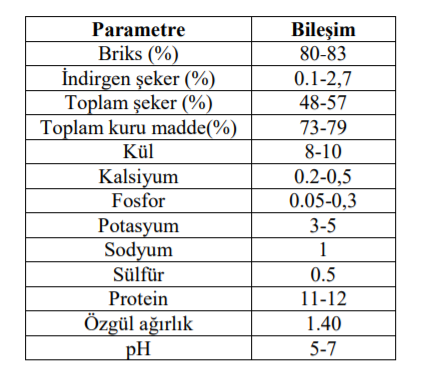 Parametre Bileşim
Briks (%) 80-83
İndirgen şeker (%) 0.1-2,7
Toplam şeker (%) 48-57
Toplam kuru madde(%) 73-79
Kül 8-10
Kalsiyum 0.2-0,5
Fosfor 0.05-0,3
Potasyum 3-5
Sodyum 1
Sülfür 0.5
Protein 11-12
Özgül ağırlık 1.40
pH 5-7